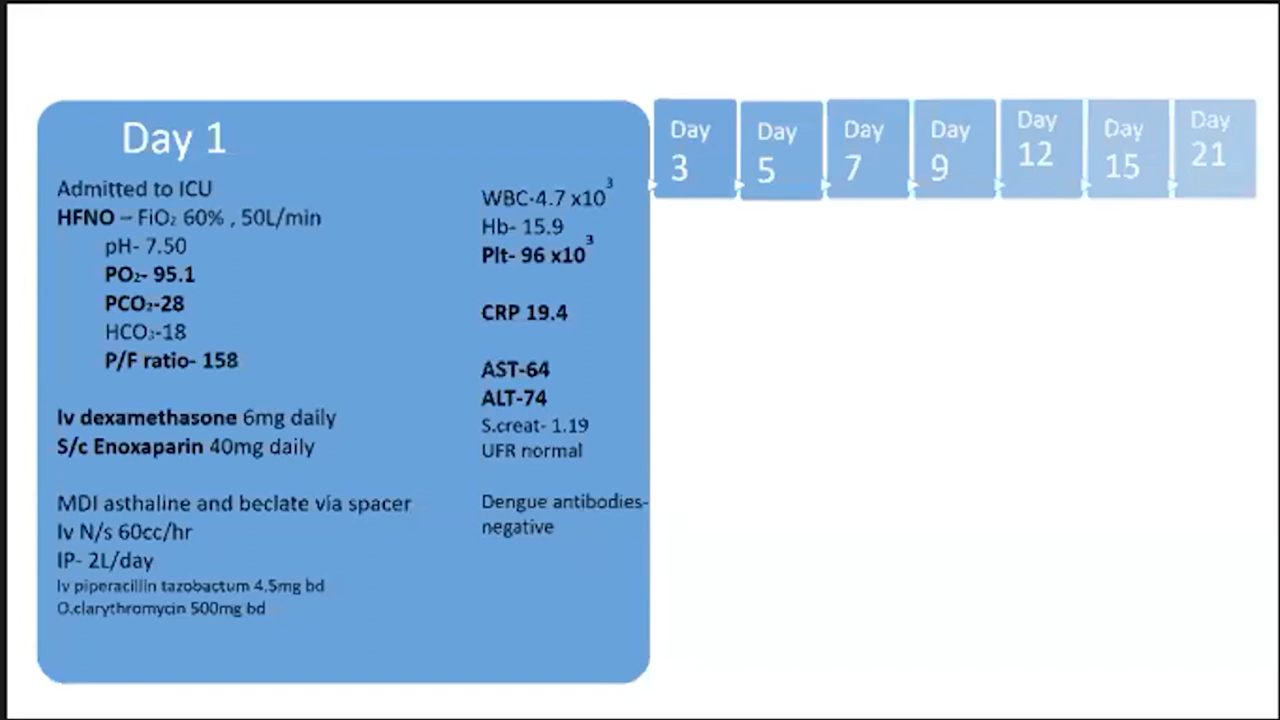 Day 1
Admitted to ICU
HFNO – FiO₂ 60% , 50L/min
pH- 7.50
PO₂- 95.1
PCO₂-28
HCO₃-18
P/F ratio- 158
Iv dexamethasone 6mg daily
S/c Enoxaparin 40mg daily
MDI asthaline and beclate via spacer
Iv N/s 60cc/hr
IP- 2L/day
Iv piperacillin tazobactum 4.5mg bd
O.clarythromycin 500mg bd
WBC-4.7 x10³
Hb- 15.9
Plt- 96 x10³
CRP 19.4
AST-64
ALT-74
S.creat- 1.19
UFR normal
Dengue antibodies-
negative
Day
3
Day
5
Day
7
Day
9
Day
12
Day
15
Day
21